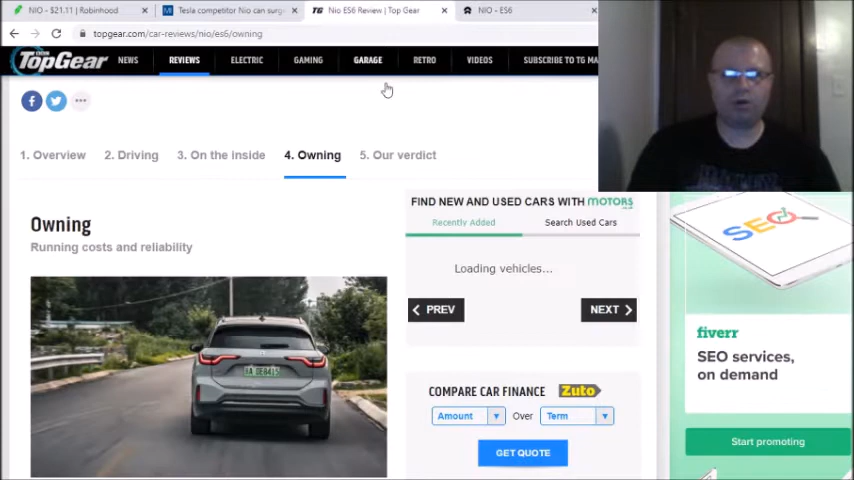 NIO - $21.11 | Robinhood
Tesla competitor Nio can surg
TG Nio ES6 Review | Top Gear
NIO - ES6
topgear.com/car-reviews/nio/es6/owning
BBC
TopGear
NEWS
REVIEWS
ELECTRIC
GAMING
GARAGE
RETRO
VIDEOS
SUBSCRIBE TO TG MA
1. Overview
2. Driving
3. On the inside
4. Owning
5. Our verdict
Owning
Running costs and reliability
FIND NEW AND USED CARS WITH MOTORS
Recently Added
Search Used Cars
Loading vehicles...
PREV
NEXT
COMPARE CAR FINANCE Zuto
Amount
Over
Term
GET QUOTE
SEO
fiverr
SEO services,
on demand
Start promoting